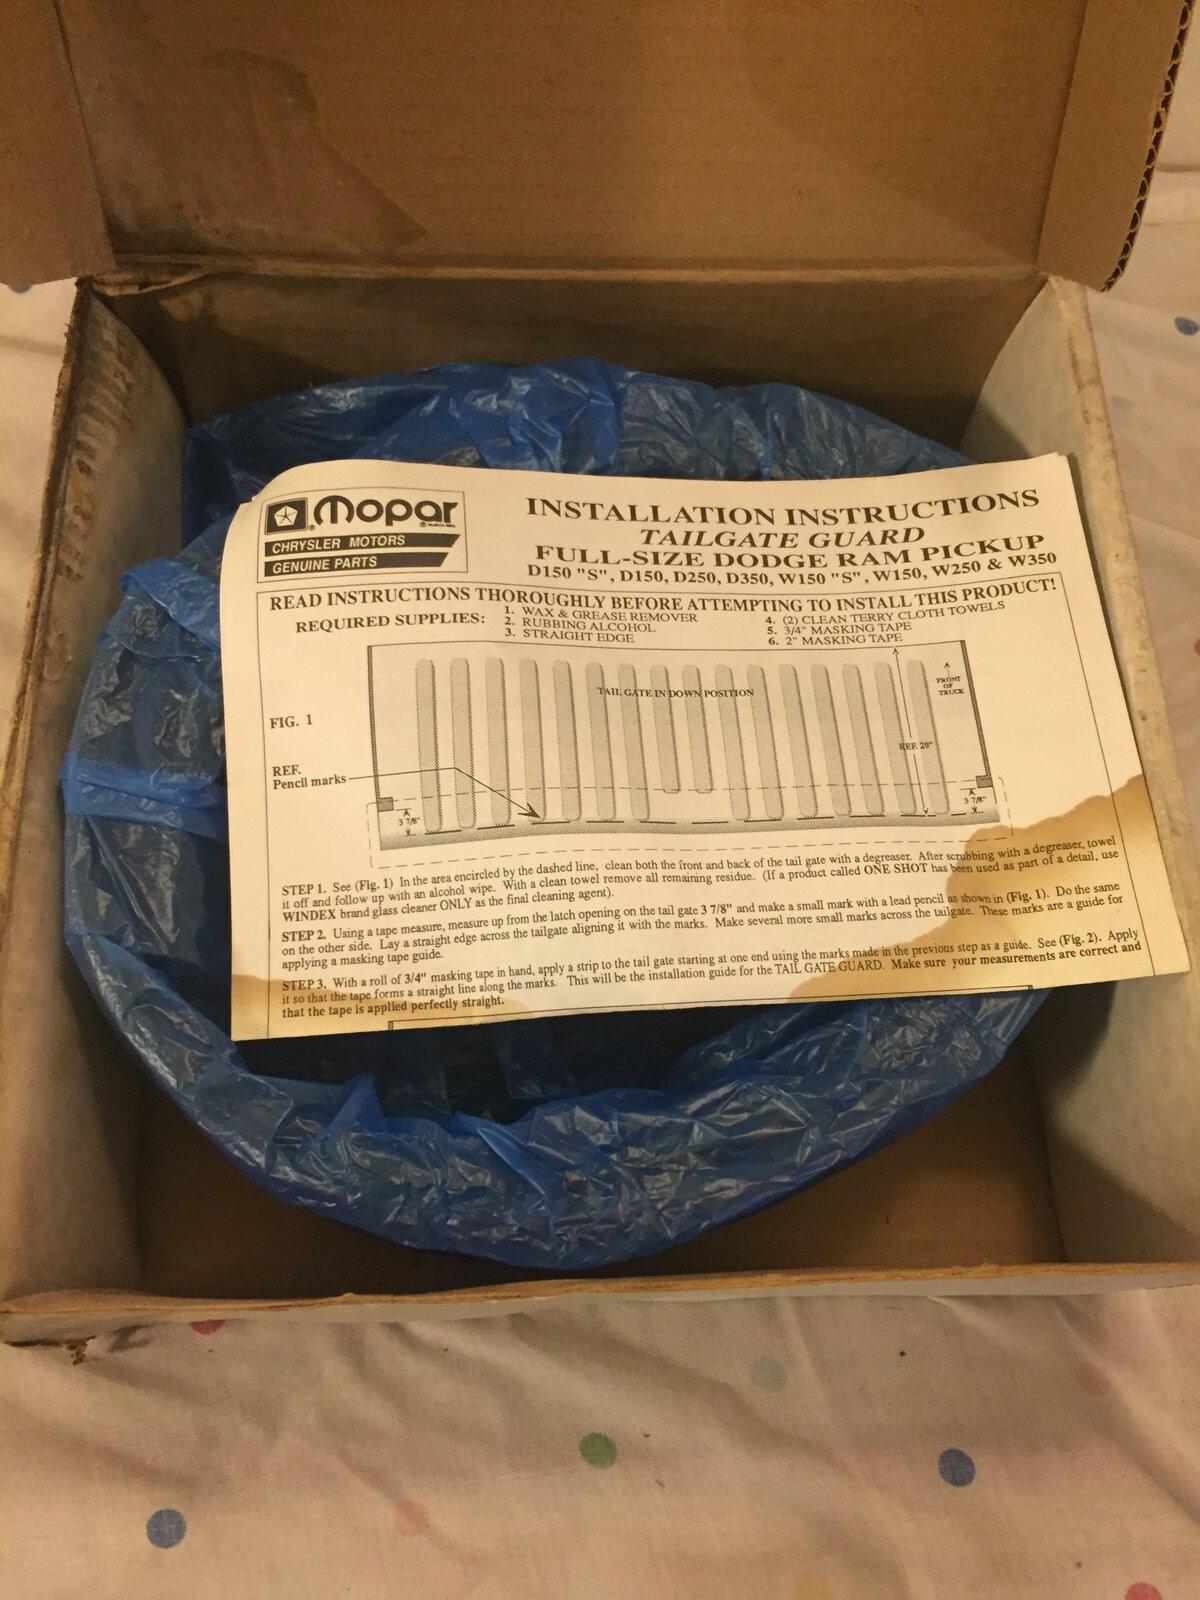 Mopar
CHRYSLER MOTORS
GENUINE PARTS
INSTALLATION INSTRUCTIONS
TAILGATE GUARD
FULL-SIZE DODGE RAM PICKUP
D150 "S", D150, D250, D350, W150 "S", W150, W250 & W350
READ INSTRUCTIONS THOROUGHLY BEFORE ATTEMPTING TO INSTALL THIS PRODUCT!
REQUIRED SUPPLIES:
1. WAX & GREASE REMOVER
2. RUBBING ALCOHOL
3. STRAIGHT EDGE
4. (2) CLEAN TERRY CLOTH TOWELS
5. 3/4" MASKING TAPE
6. 2" MASKING TAPE
TAIL GATE IN DOWN POSITION
FRONT
OF
TRUCK
FIG. 1
REF. 20"
REF.
Pencil marks
3 7/8"
3 7/8"
STEP 1. See (Fig. 1) In the area encircled by the dashed line, clean both the front and back of the tail gate with a degreaser. After scrubbing with a degreaser, towel
it off and follow up with an alcohol wipe. With a clean towel remove all remaining residue. (If a product called ONE SHOT has been used as part of a detail, use
WINDEX brand glass cleaner ONLY as the final cleaning agent).
STEP 2. Using a tape measure, measure up from the latch opening on the tail gate 3 7/8" and make a small mark with a lead pencil as shown in (Fig. 1). Do the same
on the other side. Lay a straight edge across the tailgate aligning it with the marks. Make several more small marks across the tailgate. These marks are a guide for
applying a masking tape guide.
STEP 3. With a roll of 3/4" masking tape in hand, apply a strip to the tail gate starting at one end using the marks made in the previous step as a guide. See (Fig. 2). Apply
it so that the tape forms a straight line along the marks. This will be the installation guide for the TAIL GATE GUARD. Make sure your measurements are correct and
that the tape is applied perfectly straight.